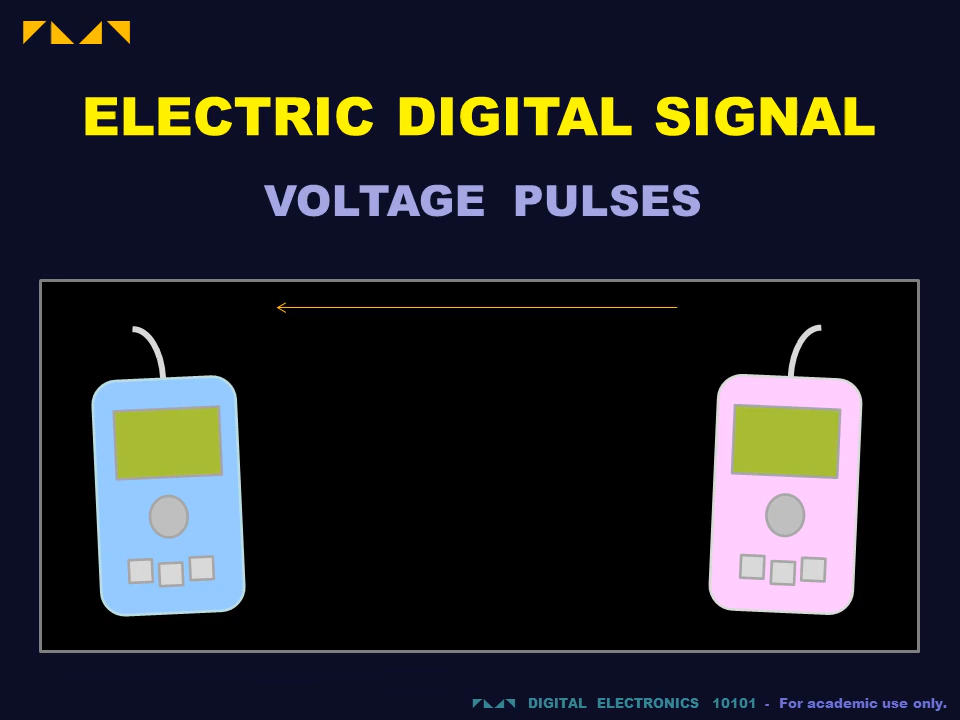 ELECTRIC DIGITAL SIGNAL
VOLTAGE PULSES
DIGITAL ELECTRONICS 10101 - For academic use only.